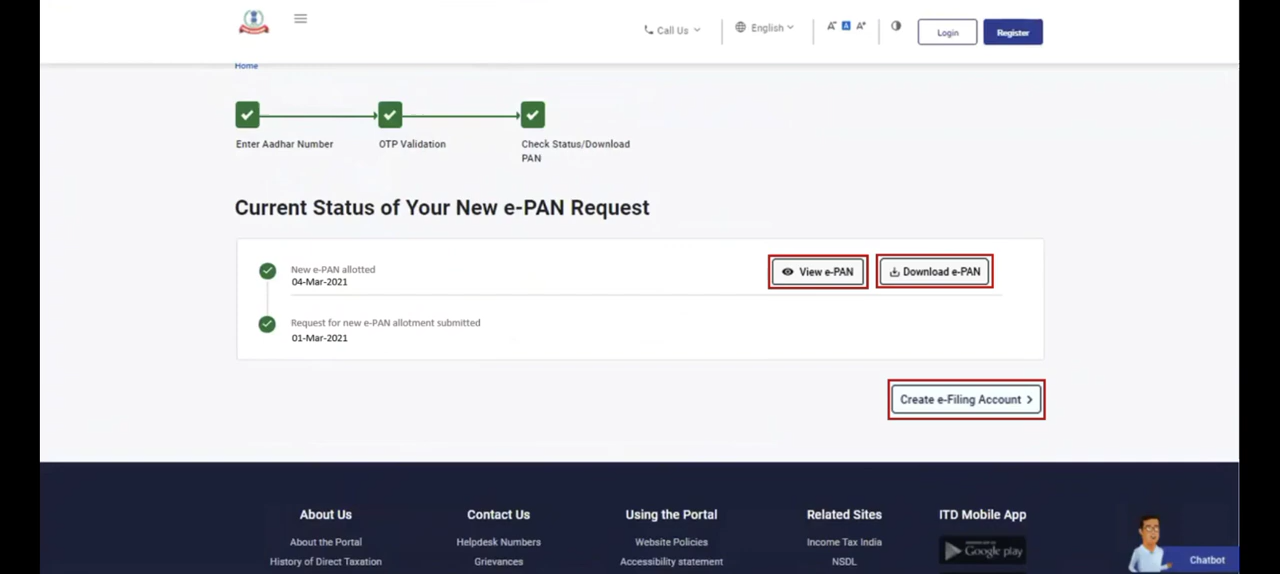 Call Us
English
A- A A+
Login
Register
Home
Enter Aadhar Number
OTP Validation
Check Status/Download
PAN
Current Status of Your New e-PAN Request
New e-PAN allotted
04-Mar-2021
View e-PAN
Download e-PAN
Request for new e-PAN allotment submitted
01-Mar-2021
Create e-Filing Account
About Us
Contact Us
Using the Portal
Related Sites
ITD Mobile App
About the Portal
Helpdesk Numbers
Website Policies
Income Tax India
Google play
History of Direct Taxation
Grievances
Accessibility statement
NSDL
Chatbot